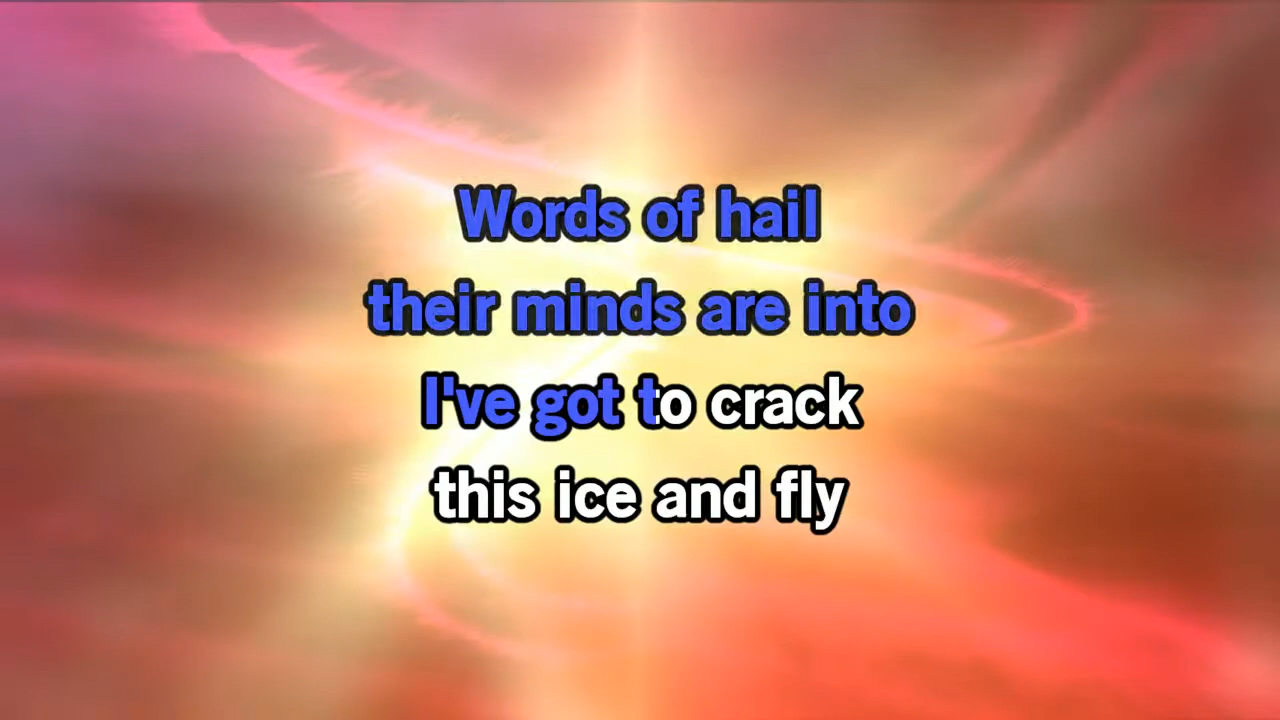 Words of hail
their minds are into
I've got to crack
this ice and fly